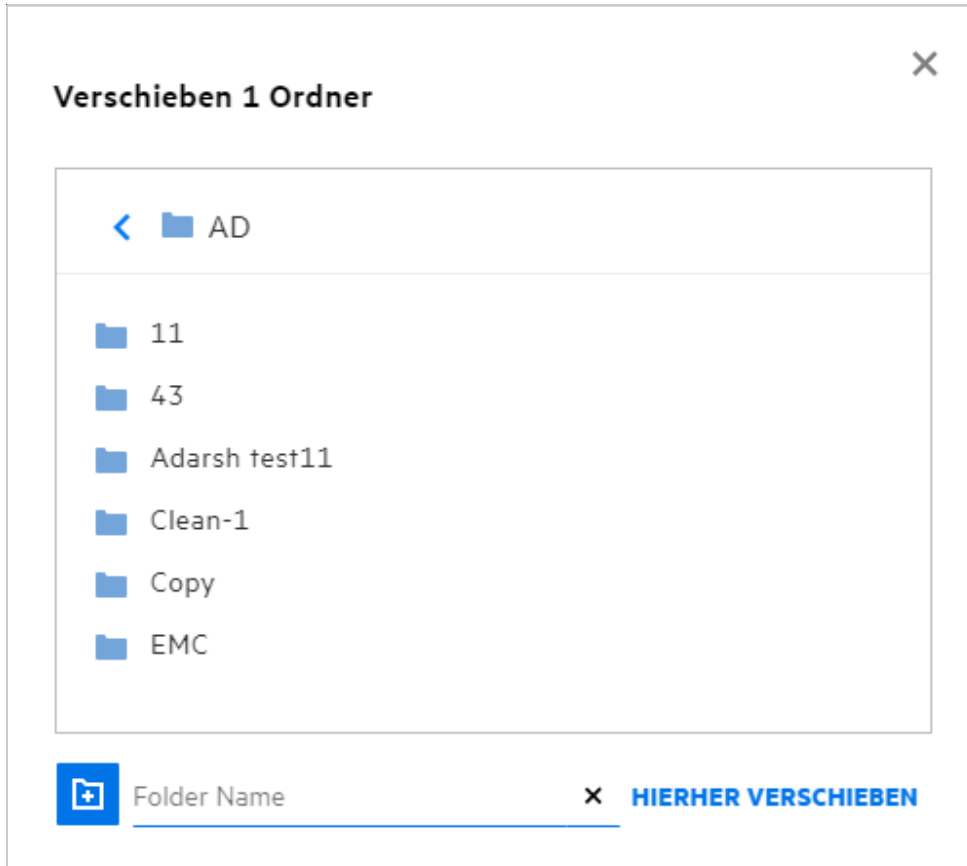 Verschieben 1 Ordner
AD
11
43
Adarsh test11
Clean-1
Copy
EMC
Folder Name HIERHER VERSCHIEBEN